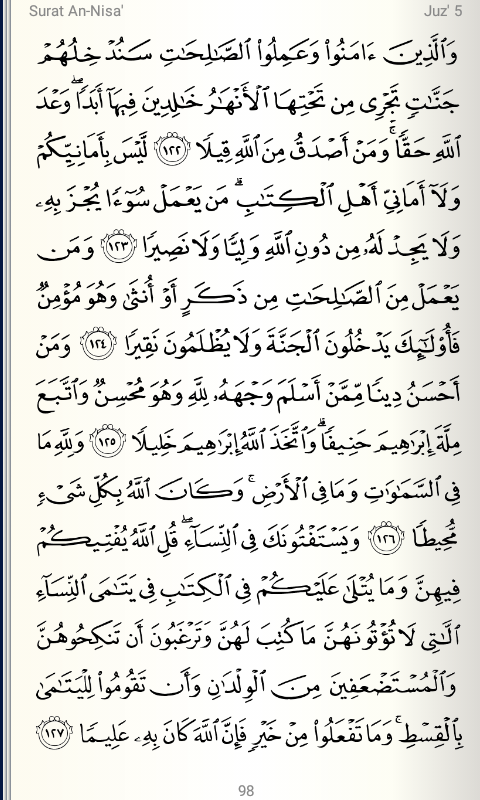 Surat An-Nisa' Juz' 5
وَٱلَّذِينَ ءَامَنُوا۟ وَعَمِلُوا۟ ٱلصَّـٰلِحَـٰتِ سَنُدْخِلُهُمْ
جَنَّـٰتٍ تَجْرِى مِن تَحْتِهَا ٱلْأَنْهَـٰرُ خَـٰلِدِينَ فِيهَآ أَبَدًا ۖ وَعْدَ
ٱللَّهِ حَقًّا ۚ وَمَنْ أَصْدَقُ مِنَ ٱللَّهِ قِيلًا ١٢٢ لَّيْسَ بِأَمَانِيِّكُمْ
وَلَآ أَمَانِىِّ أَهْلِ ٱلْكِتَـٰبِ ۗ مَن يَعْمَلْ سُوٓءًا يُجْزَ بِهِۦ
وَلَا يَجِدْ لَهُۥ مِن دُونِ ٱللَّهِ وَلِيًّا وَلَا نَصِيرًا ١٢٣ وَمَن
يَعْمَلْ مِنَ ٱلصَّـٰلِحَـٰتِ مِن ذَكَرٍ أَوْ أُنثَىٰ وَهُوَ مُؤْمِنٌ
فَأُو۟لَـٰٓئِكَ يَدْخُلُونَ ٱلْجَنَّةَ وَلَا يُظْلَمُونَ نَقِيرًا ١٢٤ وَمَنْ
أَحْسَنُ دِينًا مِّمَّنْ أَسْلَمَ وَجْهَهُۥ لِلَّهِ وَهُوَ مُحْسِنٌ وَٱتَّبَعَ
مِلَّةَ إِبْرَٰهِيمَ حَنِيفًا ۗ وَٱتَّخَذَ ٱللَّهُ إِبْرَٰهِيمَ خَلِيلًا ١٢٥ وَلِلَّهِ مَا
فِى ٱلسَّمَـٰوَٰتِ وَمَا فِى ٱلْأَرْضِ ۚ وَكَانَ ٱللَّهُ بِكُلِّ شَىْءٍ
مُّحِيطًا ١٢٦ وَيَسْتَفْتُونَكَ فِى ٱلنِّسَآءِ ۖ قُلِ ٱللَّهُ يُفْتِيكُمْ
فِيهِنَّ وَمَا يُتْلَىٰ عَلَيْكُمْ فِى ٱلْكِتَـٰبِ فِى يَتَـٰمَى ٱلنِّسَآءِ
ٱلَّـٰتِى لَا تُؤْتُونَهُنَّ مَا كُتِبَ لَهُنَّ وَتَرْغَبُونَ أَن تَنكِحُوهُنَّ
وَٱلْمُسْتَضْعَفِينَ مِنَ ٱلْوِلْدَٰنِ وَأَن تَقُومُوا۟ لِلْيَتَـٰمَىٰ
بِٱلْقِسْطِ ۚ وَمَا تَفْعَلُوا۟ مِنْ خَيْرٍ فَإِنَّ ٱللَّهَ كَانَ بِهِۦ عَلِيمًا ١٢٧
98